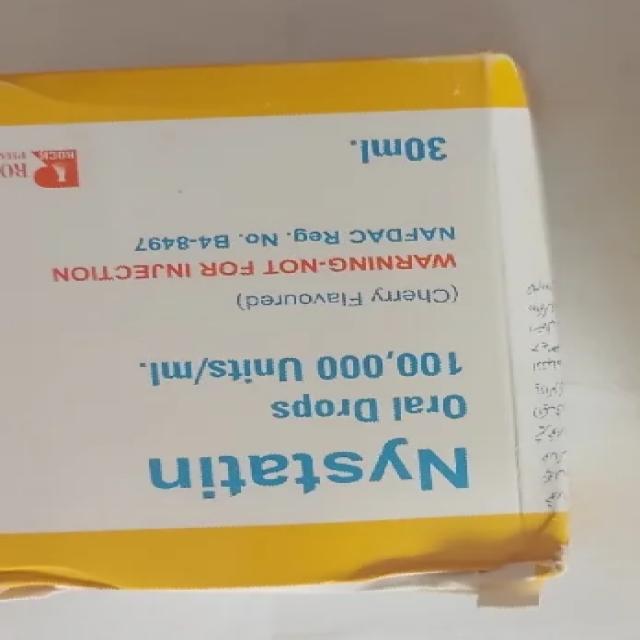 Nystatin
Oral Drops
100,000 Units/ml.
(Cherry Flavoured)
WARNING-NOT FOR INJECTION
NAFDAC Reg. No. B4-8497
30ml.
ROCK